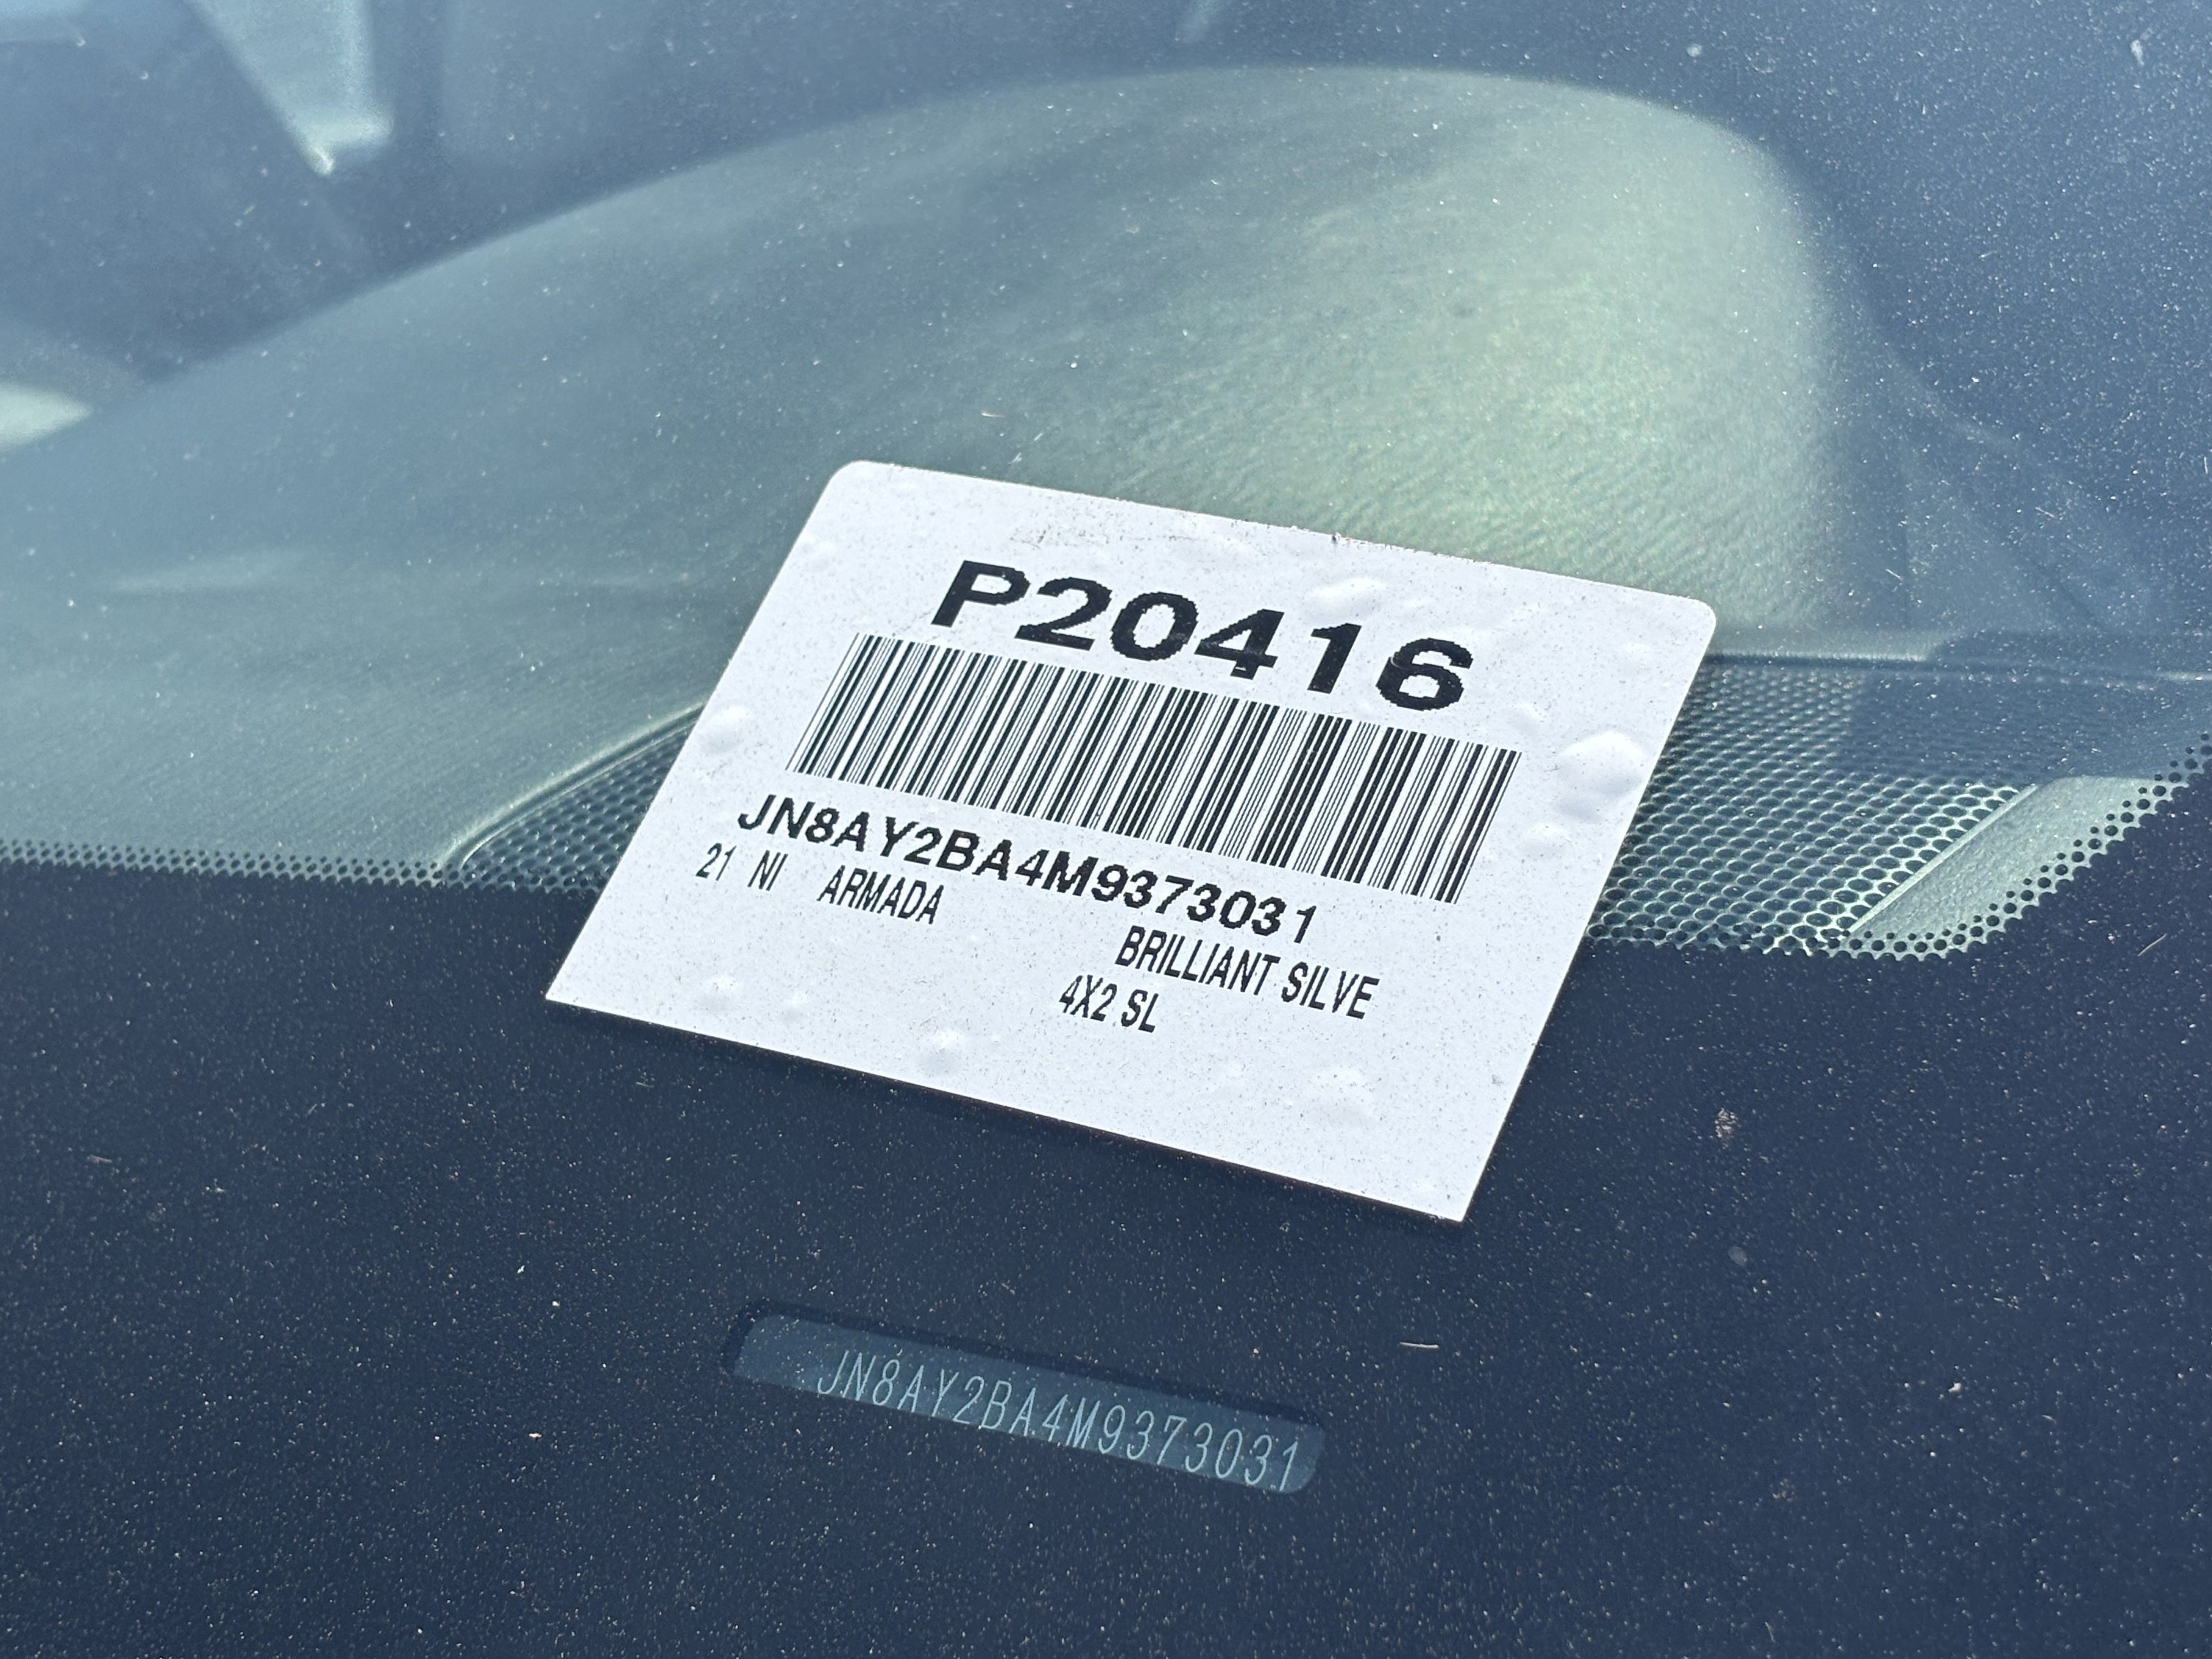 P20416
JN8AY2BA4M9373031
21 NI ARMADA
BRILLIANT SILVE
4X2 SL
JN8AY2BA4M9373031